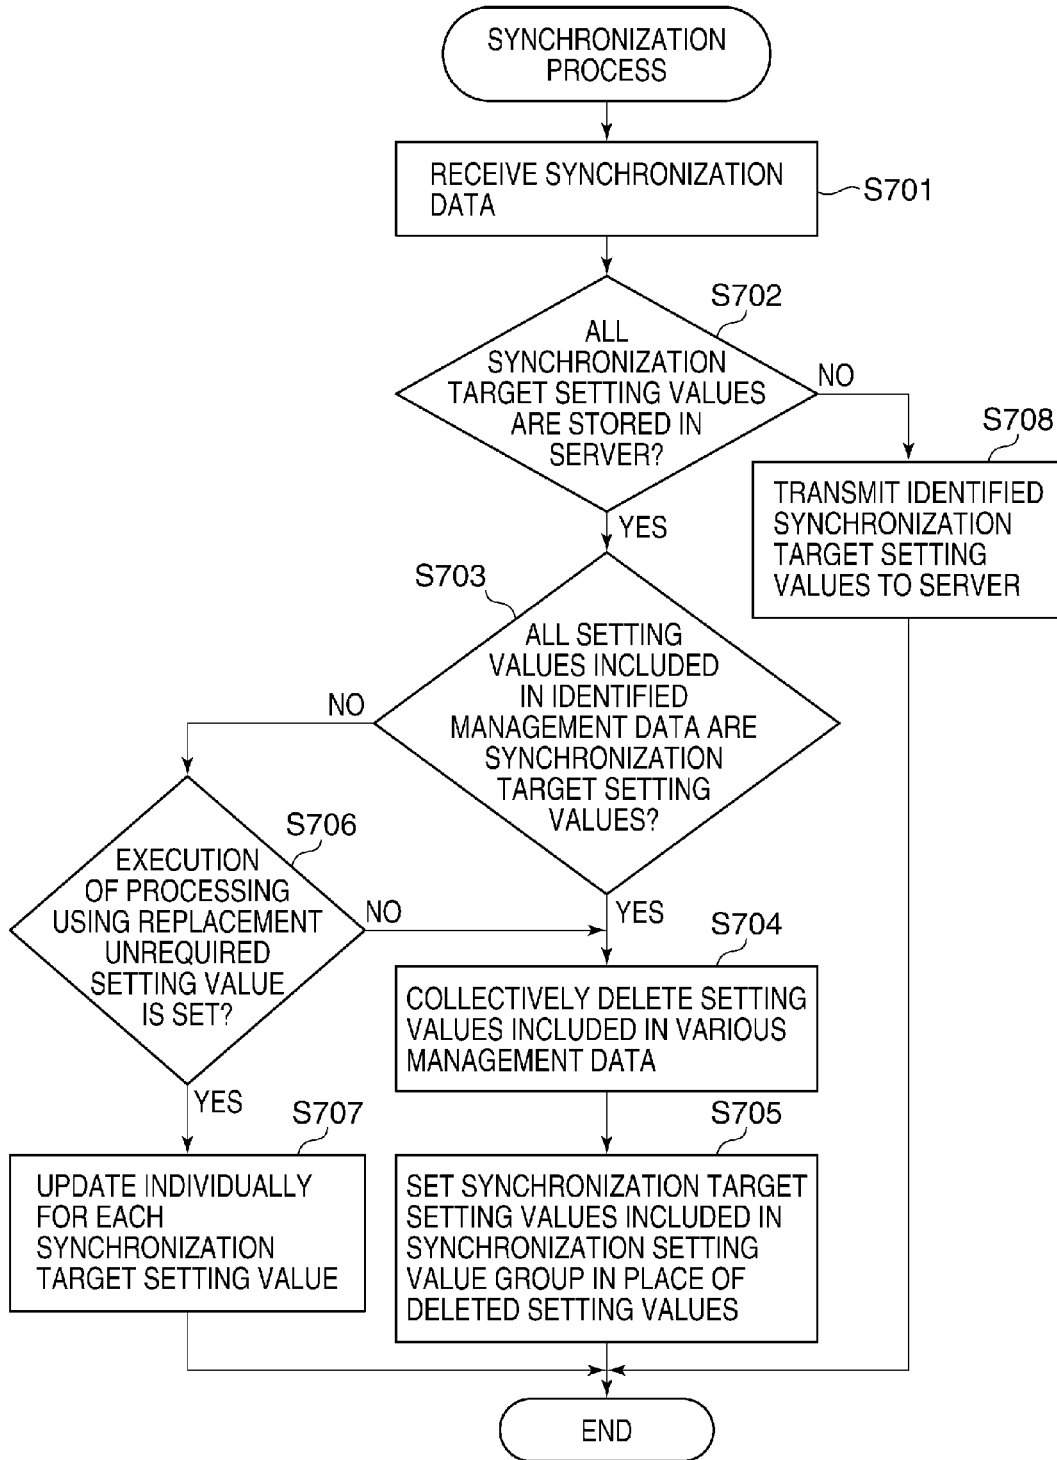 SYNCHRONIZATION
PROCESS
RECEIVE SYNCHRONIZATION
DATA
S701
S702
ALL
SYNCHRONIZATION
TARGET SETTING VALUES
ARE STORED IN
SERVER?
NO
YES
S708
TRANSMIT IDENTIFIED
SYNCHRONIZATION
TARGET SETTING
VALUES TO SERVER
S703
ALL SETTING
VALUES INCLUDED
IN IDENTIFIED
MANAGEMENT DATA ARE
SYNCHRONIZATION
TARGET SETTING
VALUES?
NO
YES
S706
EXECUTION
OF PROCESSING
USING REPLACEMENT
UNREQUIRED
SETTING VALUE
IS SET?
NO
YES
S704
COLLECTIVELY DELETE SETTING
VALUES INCLUDED IN VARIOUS
MANAGEMENT DATA
S707
UPDATE INDIVIDUALLY
FOR EACH
SYNCHRONIZATION
TARGET SETTING VALUE
S705
SET SYNCHRONIZATION TARGET
SETTING VALUES INCLUDED IN
SYNCHRONIZATION SETTING
VALUE GROUP IN PLACE OF
DELETED SETTING VALUES
END